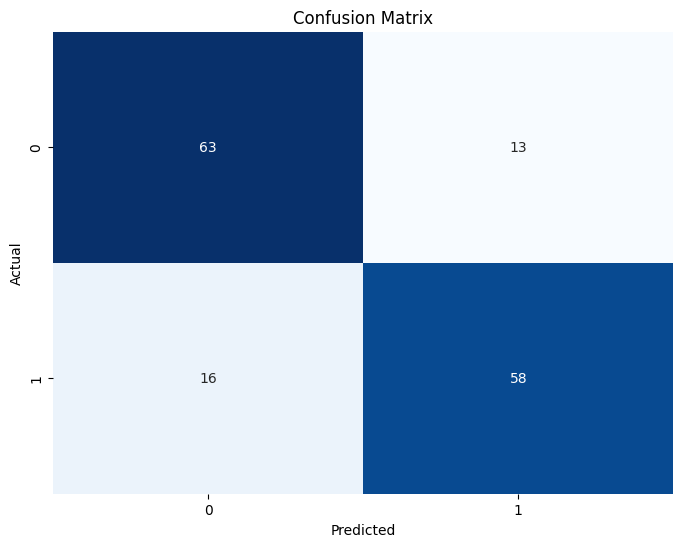 Confusion Matrix
Actual
0
63
13
1
16
58
0
1
Predicted